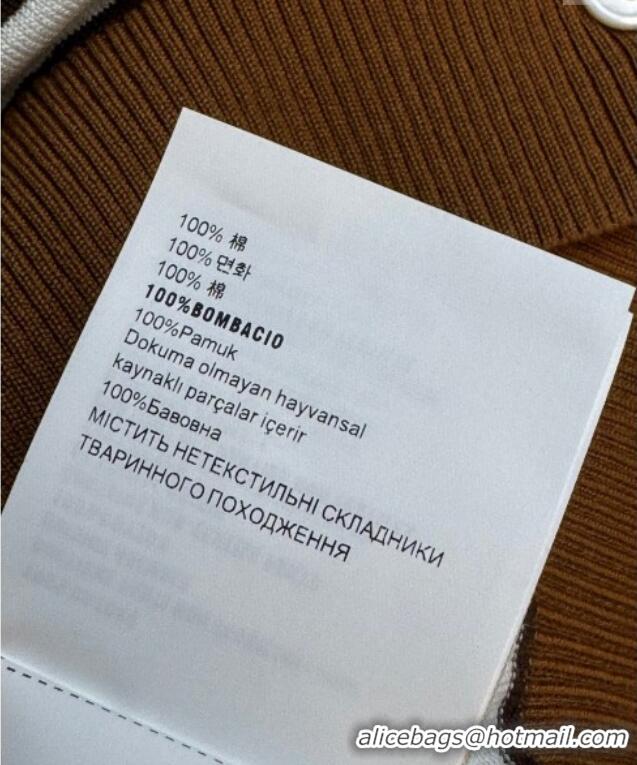 100% 棉
100% 면화
100% 棉
100%BOMBACIO
100%Pamuk
Dokuma olmayan hayvansal
kaynaklı parçalar içerir
100%Бавовна
МІСТИТЬ НЕТЕКСТИЛЬНІ СКЛАДНИКИ
ТВАРИННОГО ПОХОДЖЕННЯ
alicebags@hotmail.com